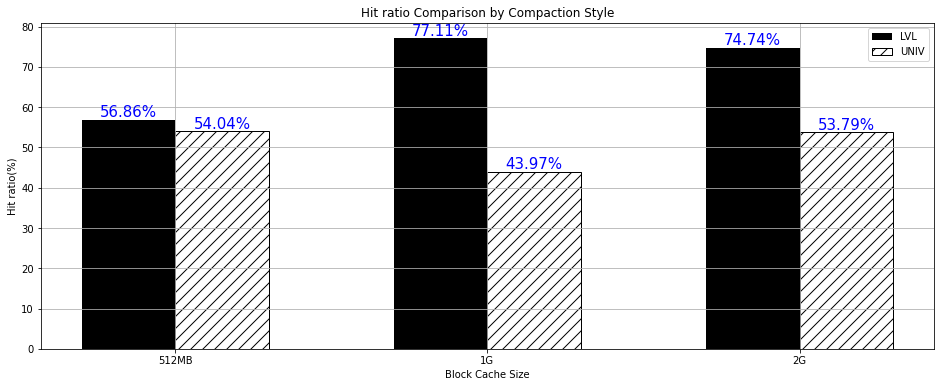 Hit ratio Comparison by Compaction Style
80
70
60
50
40
30
20
10
0
Hit ratio(%)
56.86%
54.04%
77.11%
43.97%
74.74%
53.79%
LVL
UNIV
512MB
1G
2G
Block Cache Size